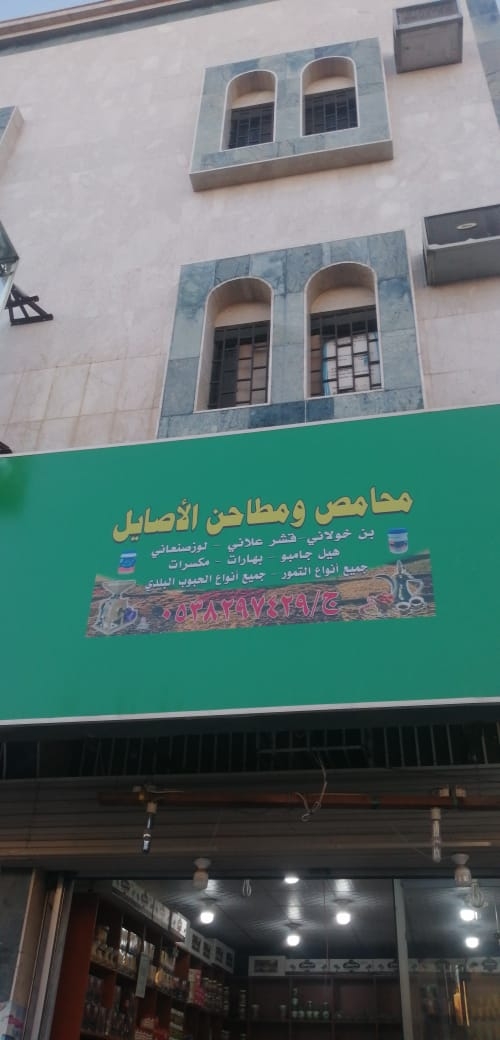 محامص ومطاحن الأصايل
بن خولاني - قشر علاني - لوزصنعاني
هيل جامبو - بهارات - مكسرات
جميع أنواع التمور - جميع أنواع الحبوب البلدي
ج/٠٥٣٨٢٩٧٤٢٩